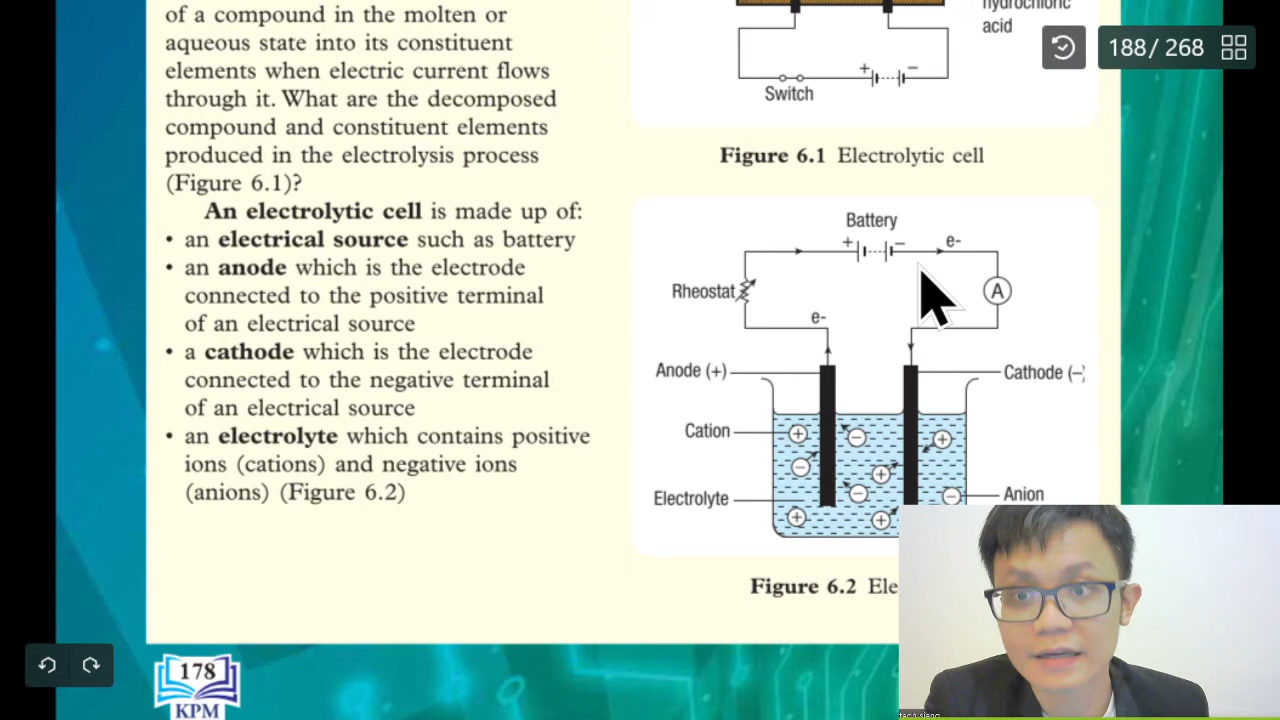 of a compound in the molten or
aqueous state into its constituent
elements when electric current flows
through it. What are the decomposed
compound and constituent elements
produced in the electrolysis process
(Figure 6.1)?
An electrolytic cell is made up of:
• an electrical source such as battery
• an anode which is the electrode
connected to the positive terminal
of an electrical source
• a cathode which is the electrode
connected to the negative terminal
of an electrical source
• an electrolyte which contains positive
ions (cations) and negative ions
(anions) (Figure 6.2)
178
KPM
hydrochloric
acid
188/ 268
+
−
Switch
Figure 6.1 Electrolytic cell
Battery
+
−
e-
Rheostat
A
e-
Anode (+)
Cathode (−)
Cation
+
−
+
−
+
Electrolyte
−
−
Anion
+
+
Figure 6.2 Ele